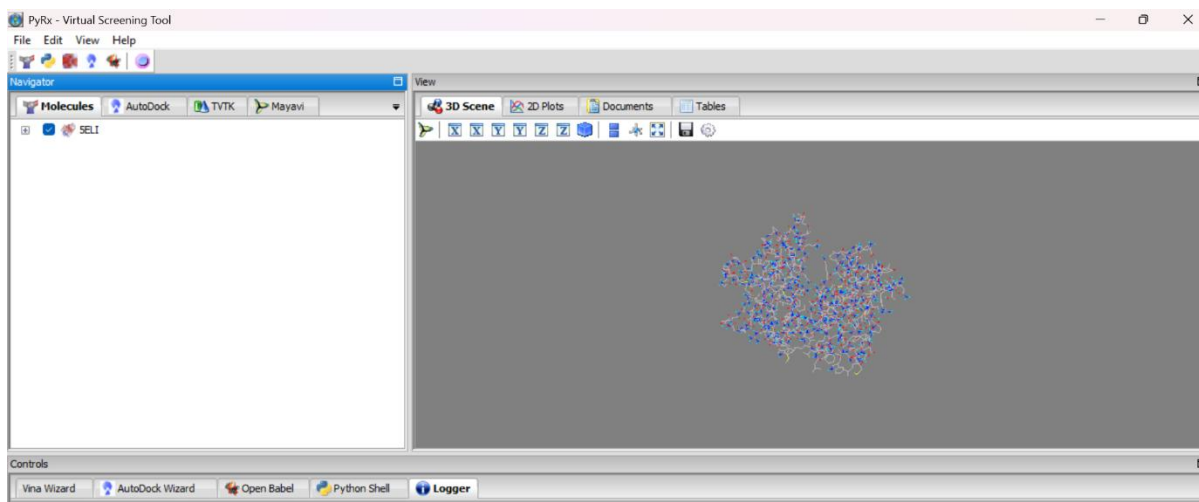 PyRx - Virtual Screening Tool
File Edit View Help
Navigator
View
Molecules AutoDock TVTK Mayavi
3D Scene 2D Plots Documents Tables
X X Y Y Z Z
SELI
Controls
Vina Wizard AutoDock Wizard Open Babel Python Shell Logger